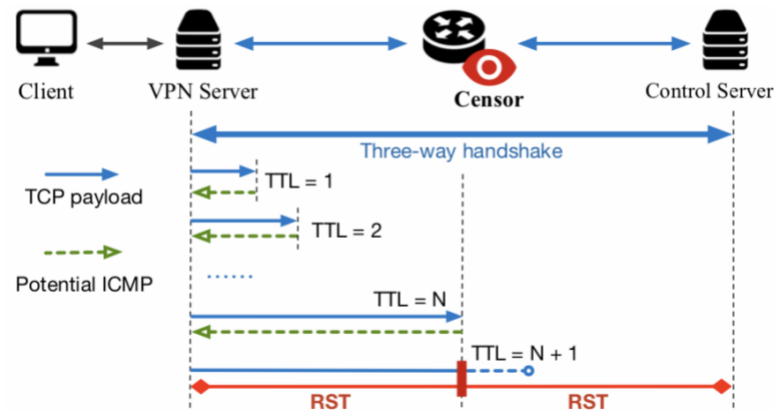 Client
VPN Server
Censor
Control Server
Three-way handshake
TCP payload
TTL = 1
TTL = 2
Potential ICMP
TTL = N
TTL = N + 1
RST
RST